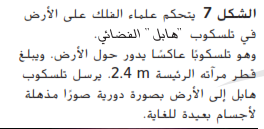 الشكل 7 يتحكم علماء الفلك على الأرض
في تلسكوب "هابل" الفضائي.
وهو تلسكوبًا عاكسًا يدور حول الأرض. ويبلغ
قطر مرآته الرئيسة 2.4 m. يرسل تلسكوب
هابل إلى الأرض بصورة دورية صورًا مذهلة
لأجسام بعيدة للغاية.